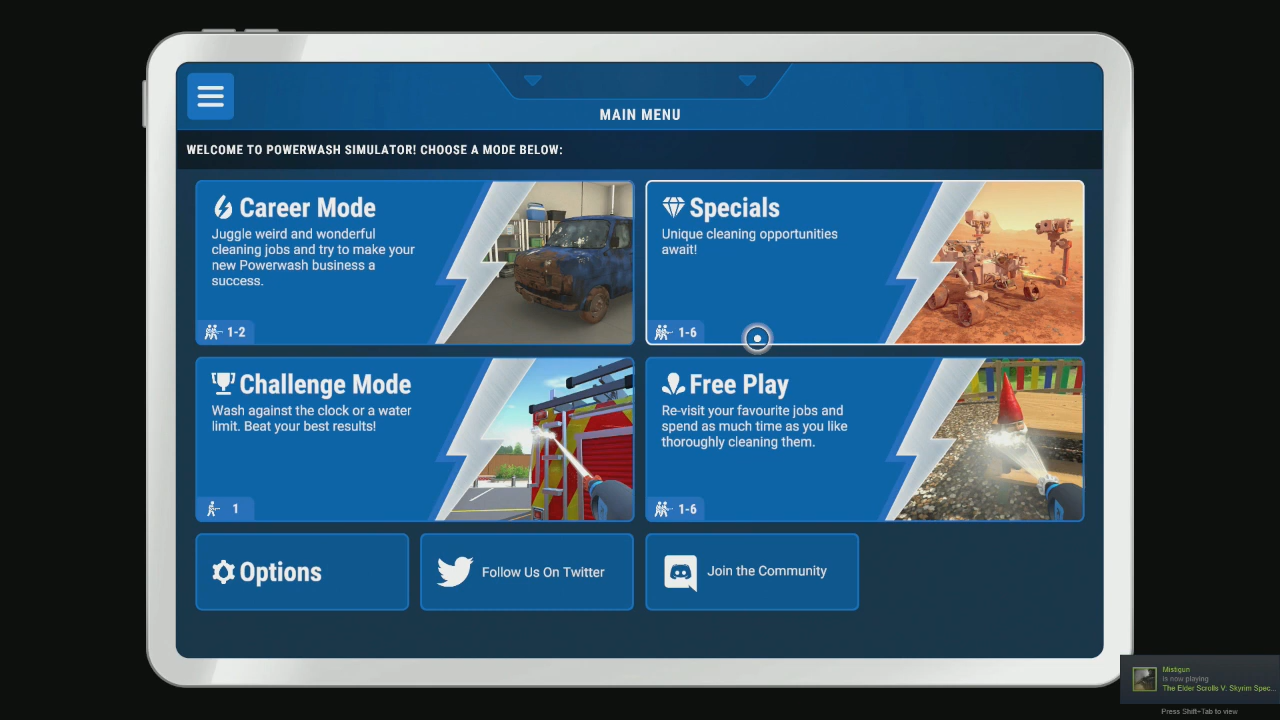 MAIN MENU
WELCOME TO POWERWASH SIMULATOR! CHOOSE A MODE BELOW:
Career Mode
Juggle weird and wonderful
cleaning jobs and try to make your
new Powerwash business a
success.
1-2
Specials
Unique cleaning opportunities
await!
1-6
Challenge Mode
Wash against the clock or a water
limit. Beat your best results!
1
Free Play
Re-visit your favourite jobs and
spend as much time as you like
thoroughly cleaning them.
1-6
Options
Follow Us On Twitter
Join the Community
Mistigun
is now playing
The Elder Scrolls V: Skyrim Spec...
Press Shift+Tab to view